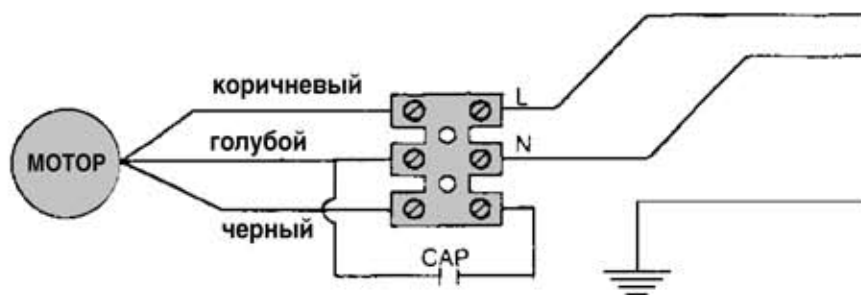 коричневый
L
голубой
N
МОТОР
черный
CAP